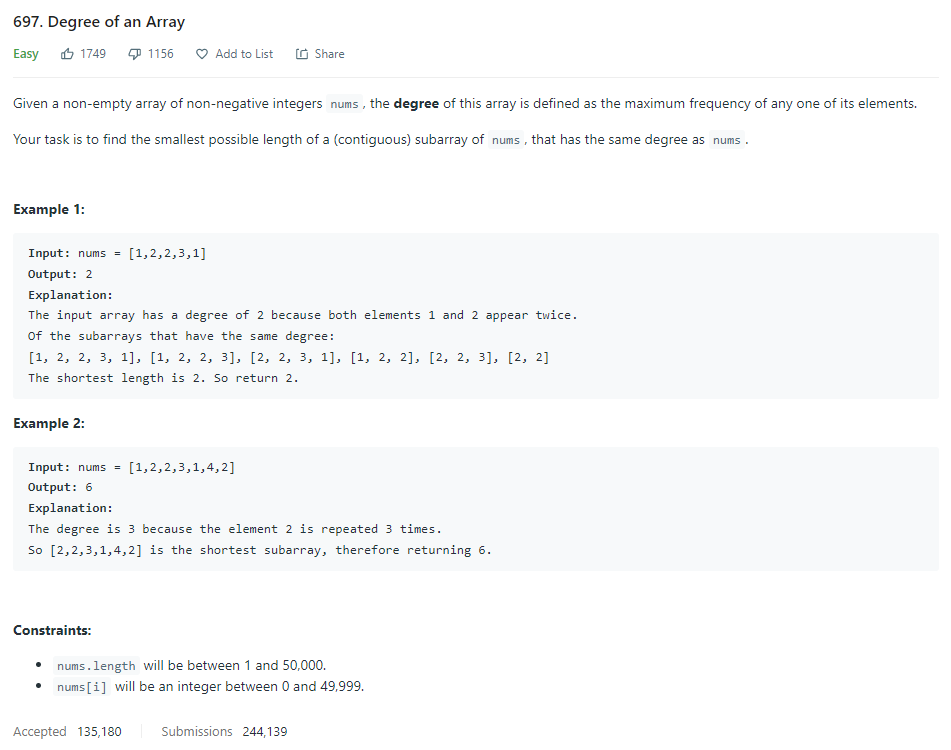 697. Degree of an Array
Easy 1749 1156 Add to List Share
Given a non-empty array of non-negative integers nums , the degree of this array is defined as the maximum frequency of any one of its elements.
Your task is to find the smallest possible length of a (contiguous) subarray of nums , that has the same degree as nums .
Example 1:
Input: nums = [1,2,2,3,1]
Output: 2
Explanation:
The input array has a degree of 2 because both elements 1 and 2 appear twice.
Of the subarrays that have the same degree:
[1, 2, 2, 3, 1], [1, 2, 2, 3], [2, 2, 3, 1], [1, 2, 2], [2, 2, 3], [2, 2]
The shortest length is 2. So return 2.
Example 2:
Input: nums = [1,2,2,3,1,4,2]
Output: 6
Explanation:
The degree is 3 because the element 2 is repeated 3 times.
So [2,2,3,1,4,2] is the shortest subarray, therefore returning 6.
Constraints:
• nums.length will be between 1 and 50,000.
• nums[i] will be an integer between 0 and 49,999.
Accepted 135,180 Submissions 244,139